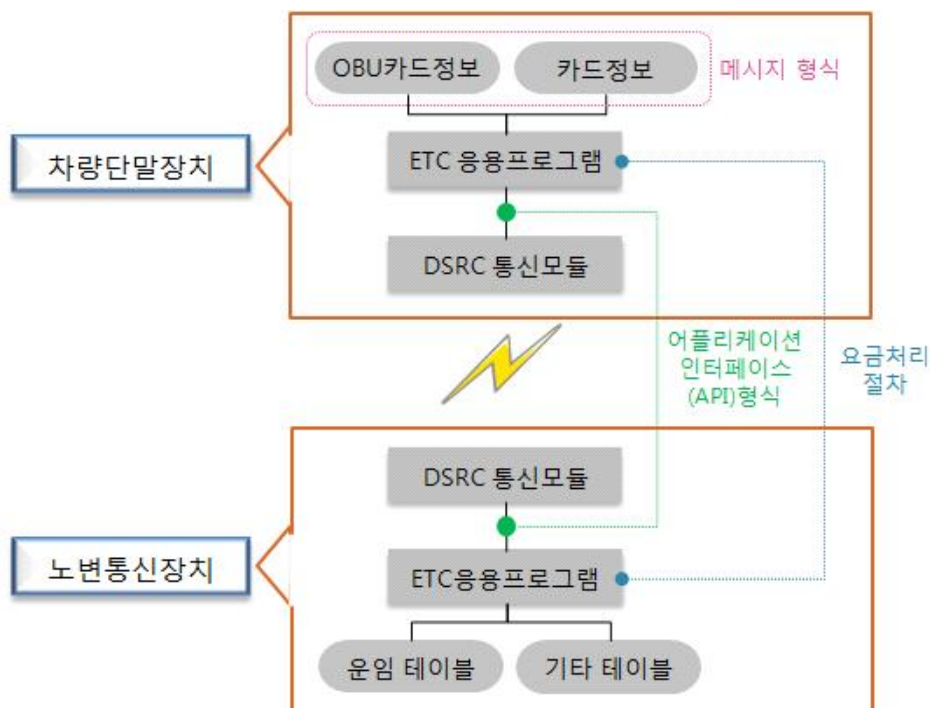 OBU카드정보
카드정보
메시지 형식
차량단말장치
ETC 응용프로그램
DSRC 통신모듈
어플리케이션
인터페이스
(API)형식
요금처리
절차
DSRC 통신모듈
노변통신장치
ETC응용프로그램
운임 테이블
기타 테이블